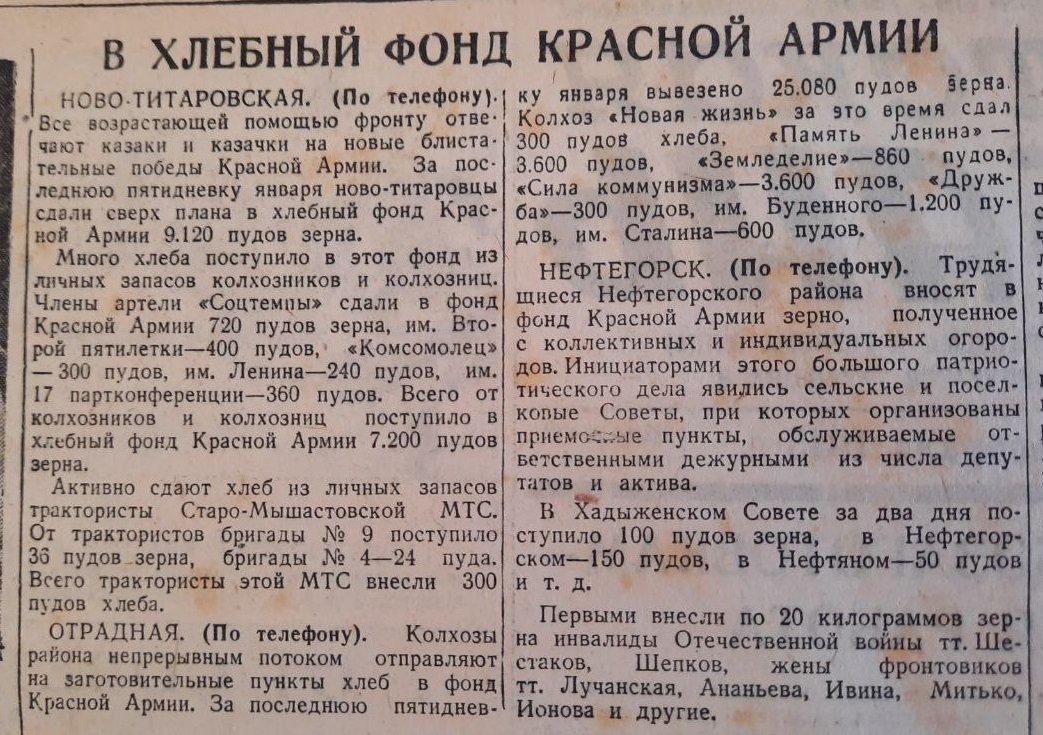 В ХЛЕБНЫЙ ФОНД КРАСНОЙ АРМИИ
НОВО-ТИТАРОВСКАЯ. (По телефону).
Все возрастающей помощью фронту отве-
чают казаки и казачки на новые блиста-
тельные победы Красной Армии. За пос-
леднюю пятидневку января ново-титаровцы
сдали сверх плана в хлебный фонд Крас-
ной Армии 9.120 пудов зерна.
Много хлеба поступило в этот фонд из
личных запасов колхозников и колхозниц.
Члены артели «Соцтемпы» сдали в фонд
Красной Армии 720 пудов зерна, им. Вто-
рой пятилетки—400 пудов, «Комсомолец»
— 300 пудов, им. Ленина—240 пудов, им.
17 партконференции—360 пудов. Всего от
колхозников и колхозниц поступило в
хлебный фонд Красной Армии 7.200 пудов
зерна.
Активно сдают хлеб из личных запасов
трактористы Старо-Мышастовской МТС.
От трактористов бригады № 9 поступило
36 пудов зерна, бригады № 4—24 пуда.
Всего трактористы этой МТС внесли 300
пудов хлеба.
ОТРАДНАЯ. (По телефону). Колхозы
района непрерывным потоком отправляют
на заготовительные пункты хлеб в фонд
Красной Армии. За последнюю пятиднев-
ку января вывезено 25.080 пудов зерна.
Колхоз «Новая жизнь» за это время сдал
300 пудов хлеба, «Память Ленина» —
3.600 пудов, «Земледелие»—860 пудов,
«Сила коммунизма»—3.600 пудов, «Друж-
ба»—300 пудов, им. Буденного—1.200 пу-
дов, им. Сталина—600 пудов.
НЕФТЕГОРСК. (По телефону). Трудя-
щиеся Нефтегорского района вносят в
фонд Красной Армии зерно, полученное
с коллективных и индивидуальных огоро-
дов. Инициаторами этого большого патрио-
тического дела явились сельские и посел-
ковые Советы, при которых организованы
приемочные пункты, обслуживаемые от-
ветственными дежурными из числа депу-
татов и актива.
В Хадыженском Совете за два дня по-
ступило 100 пудов зерна, в Нефтегор-
ском—150 пудов, в Нефтяном—50 пудов
и т. д.
Первыми внесли по 20 килограммов зер-
на инвалиды Отечественной войны тт. Ше-
стаков, Шепков, жены фронтовиков
тт. Лучанская, Ананьева, Ивина, Митько,
Ионова и другие.